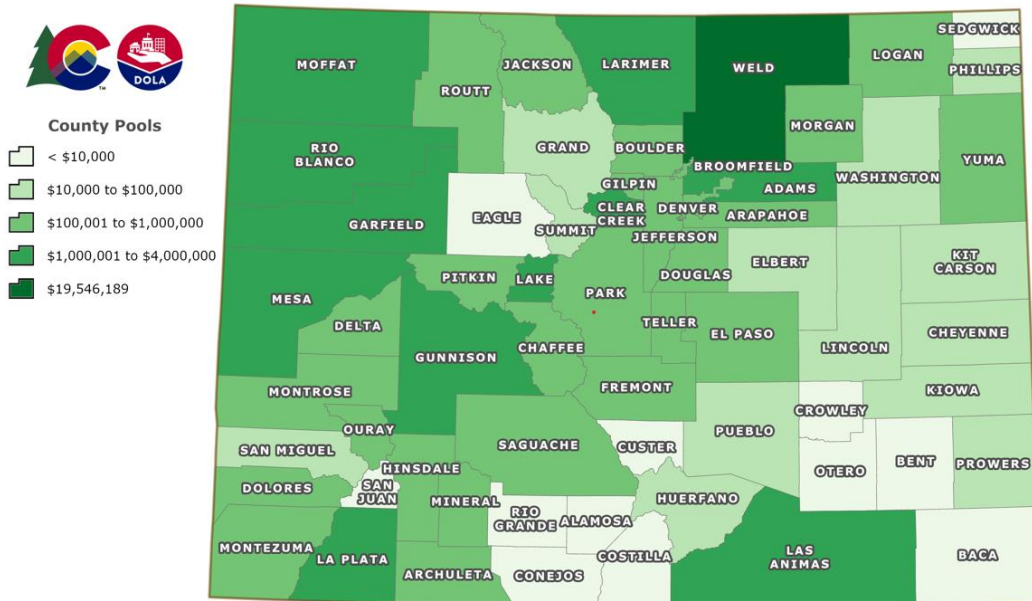 DOLA
TM
County Pools
< $10,000
$10,000 to $100,000
$100,001 to $1,000,000
$1,000,001 to $4,000,000
$19,546,189
SEDGWICK
MOFFAT
ROUTT
JACKSON
LARIMER
WELD
LOGAN
PHILLIPS
MORGAN
RIO
BLANCO
GRAND
BOULDER
BROOMFIELD
WASHINGTON
YUMA
GILPIN
ADAMS
EAGLE
CLEAR
CREEK
DENVER
ARAPAHOE
GARFIELD
SUMMIT
JEFFERSON
KIT
CARSON
ELBERT
PITKIN
LAKE
DOUGLAS
PARK
MESA
DELTA
TELLER
EL PASO
LINCOLN
CHEYENNE
GUNNISON
CHAFFEE
MONTROSE
FREMONT
KIOWA
CROWLEY
OURAY
PUEBLO
SAN MIGUEL
SAGUACHE
CUSTER
HINSDALE
OTERO
BENT
PROWERS
DOLORES
SAN
JUAN
MINERAL
HUERFANO
RIO
GRANDE
ALAMOSA
MONTEZUMA
LA PLATA
COSTILLA
LAS
ANIMAS
BACA
ARCHULETA
CONEJOS